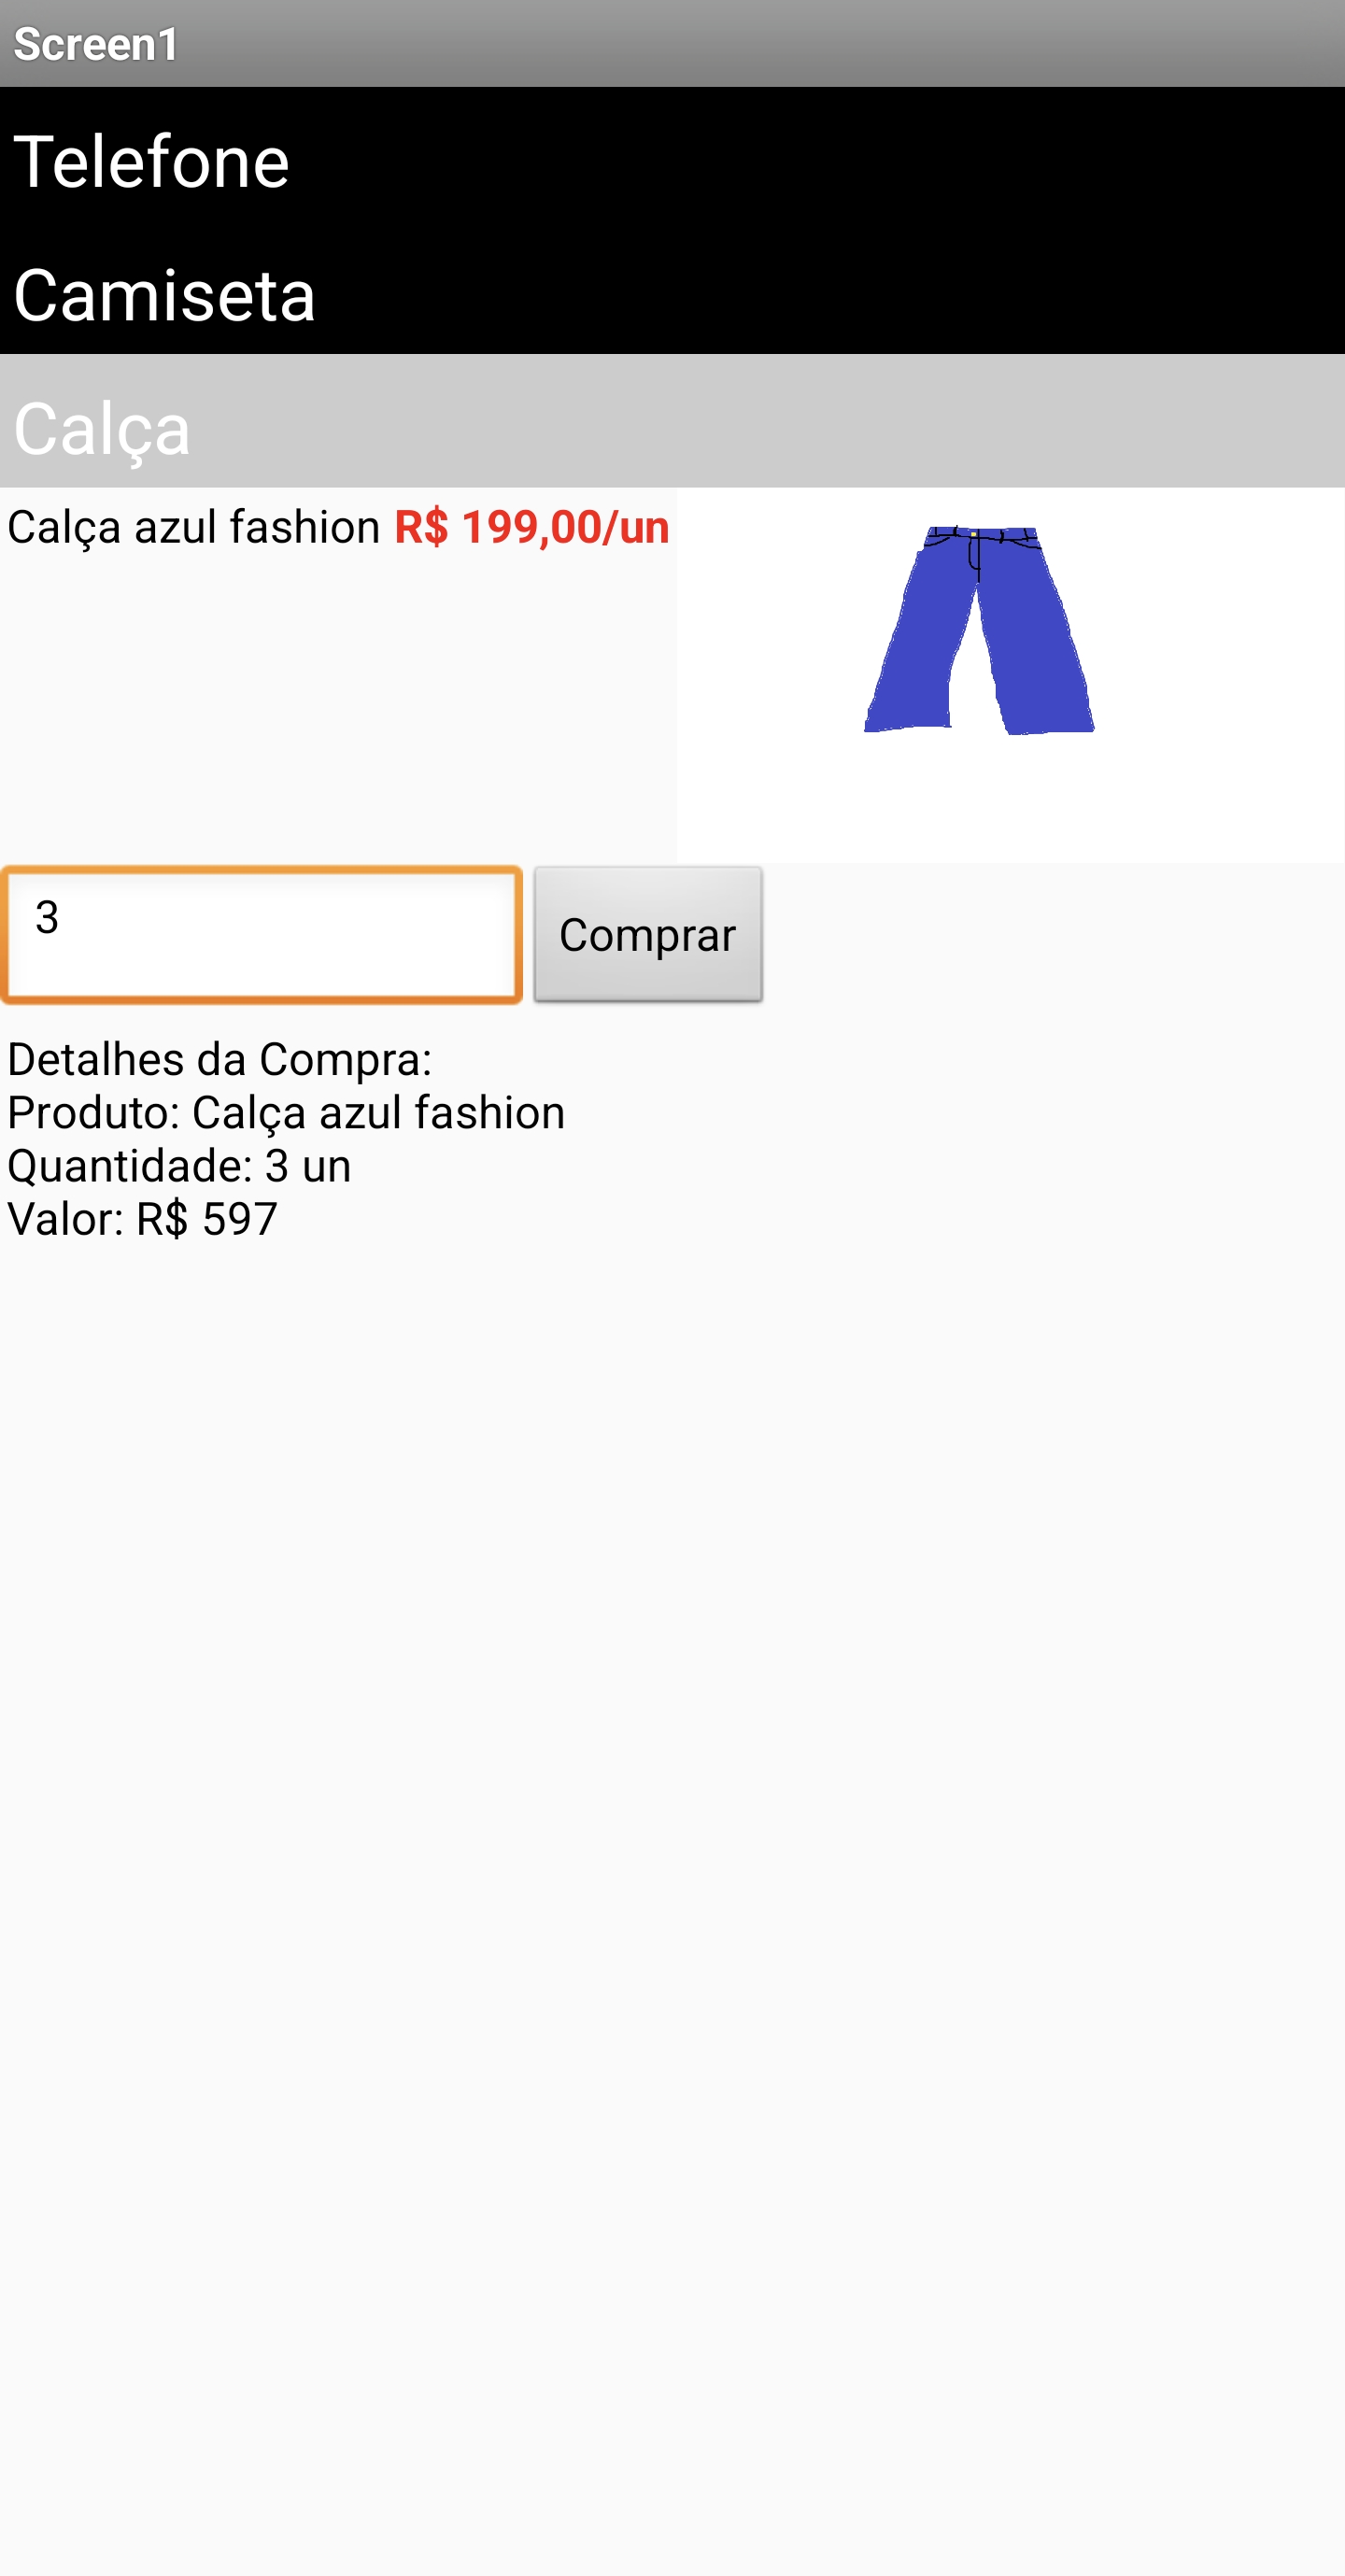 Screen1
Telefone
Camiseta
Calça
Calça azul fashion R$ 199,00/un
3
Comprar
Detalhes da Compra:
Produto: Calça azul fashion
Quantidade: 3 un
Valor: R$ 597